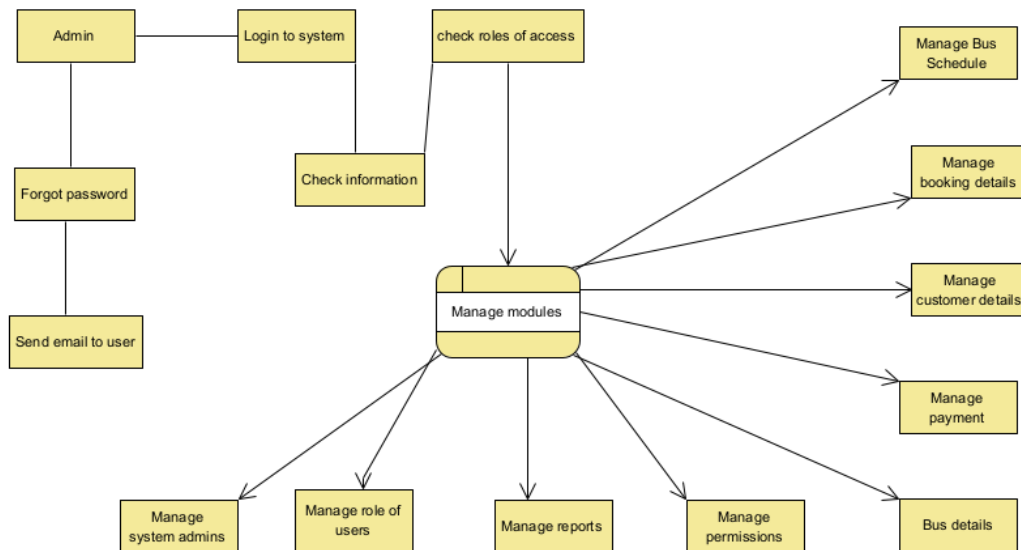 Admin
Login to system
check roles of access
Manage Bus
Schedule
Manage
booking details
Check information
Forgot password
Manage
customer details
Manage modules
Send email to user
Manage
payment
Manage
system admins
Manage role of
users
Manage reports
Manage
permissions
Bus details